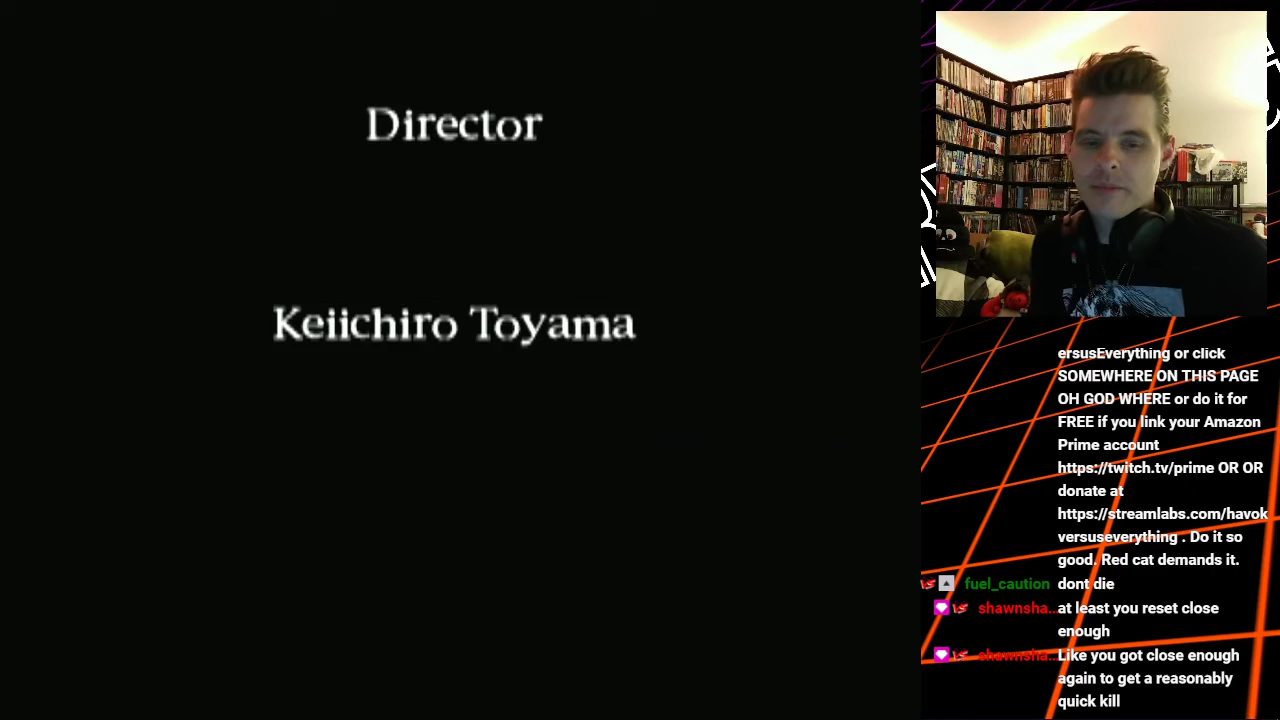 Director
Keiichiro Toyama
ersusEverything or click
SOMEWHERE ON THIS PAGE
OH GOD WHERE or do it for
FREE if you link your Amazon
Prime account
https://twitch.tv/prime OR OR
donate at
https://streamlabs.com/havok
versuseverything . Do it so
good. Red cat demands it.
fuel_caution dont die
shawnsha... at least you reset close
enough
shawnsha... Like you got close enough
again to get a reasonably
quick kill